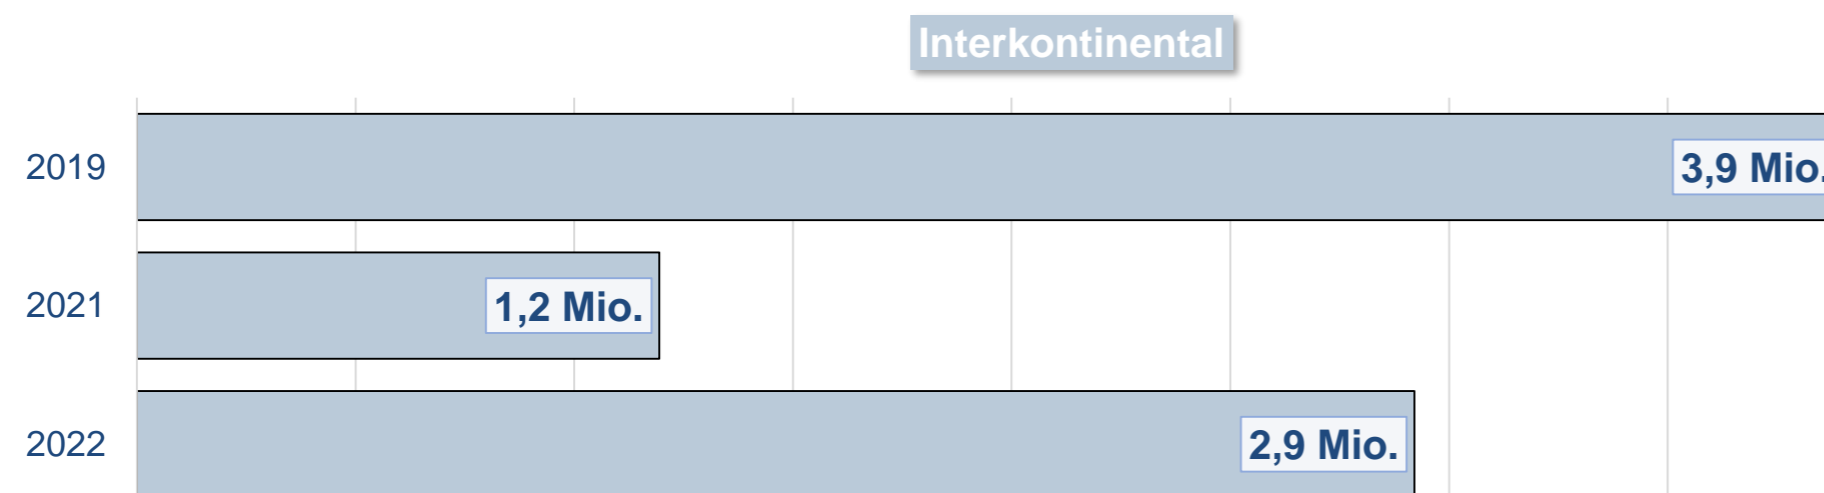 Interkontinental
2019
3,9 Mio.
2021
1,2 Mio.
2022
2,9 Mio.